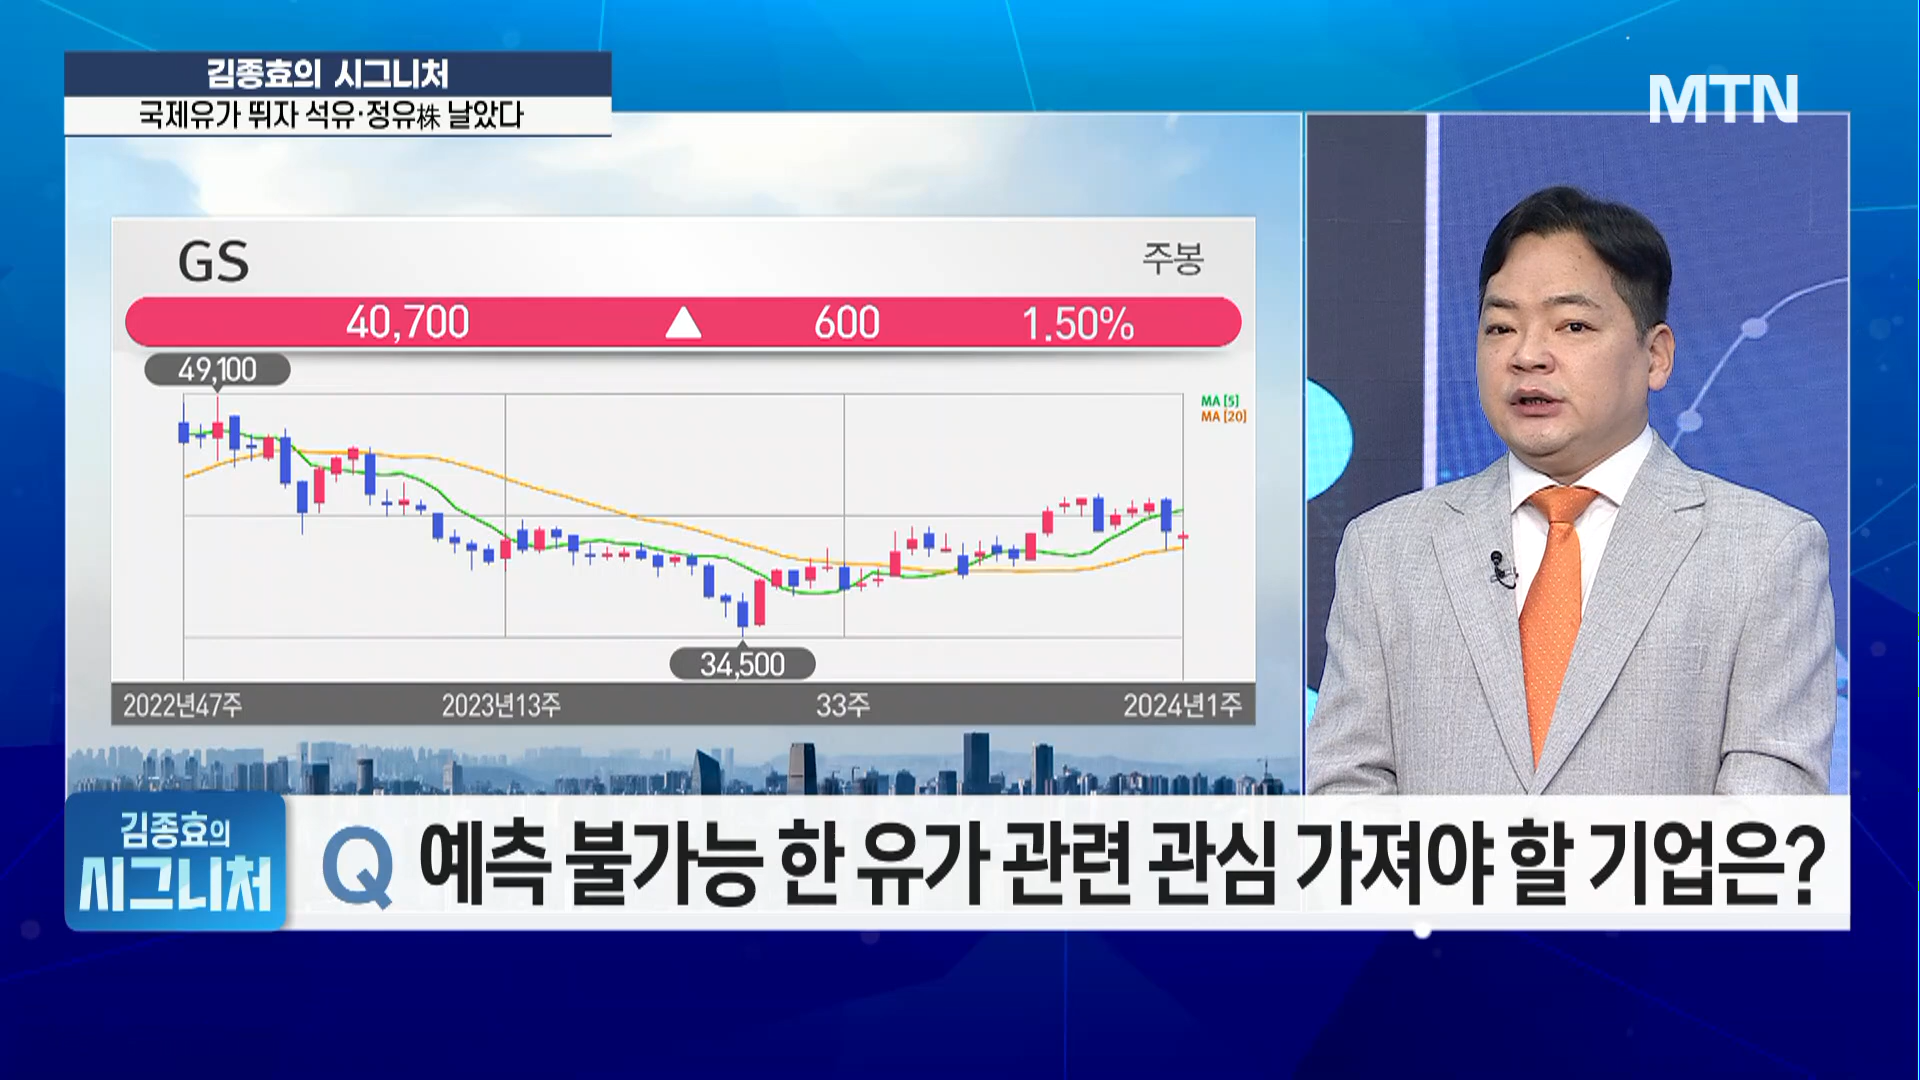 김종효의 시그니처
국제유가 뛰자 석유·정유株 날았다
MTN
GS
주봉
40,700 ▲ 600 1.50%
49,100
MA [5]
MA [20]
34,500
2022년47주 2023년13주 33주 2024년1주
김종효의
시그니처
Q 예측 불가능 한 유가 관련 관심 가져야 할 기업은?